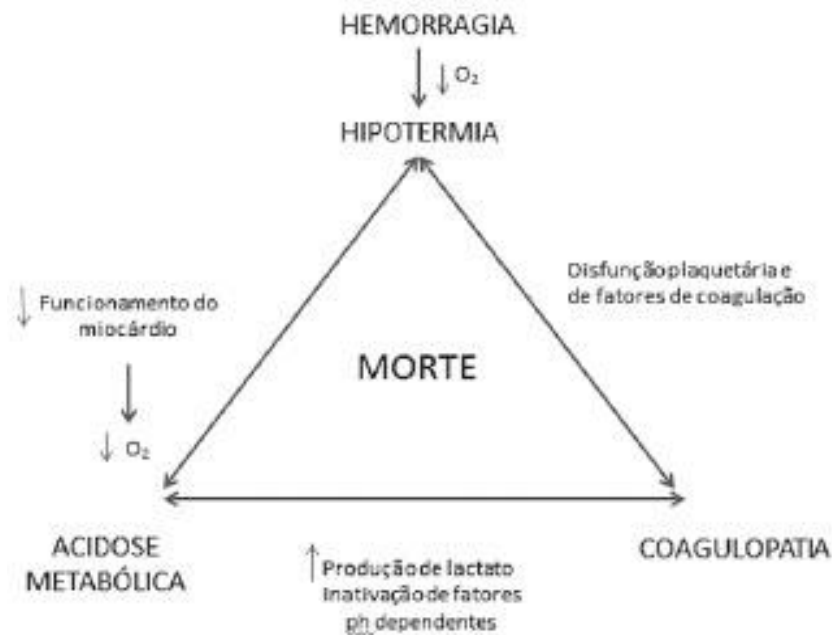 HEMORRAGIA
↓ O₂
HIPOTERMIA
Disfunção plaquetária e
de fatores de coagulação
↓ Funcionamento do
miocárdio
↓ O₂
MORTE
ACIDOSE
METABÓLICA
↑ Produção de lactato
Inativação de fatores
ph dependentes
COAGULOPATIA